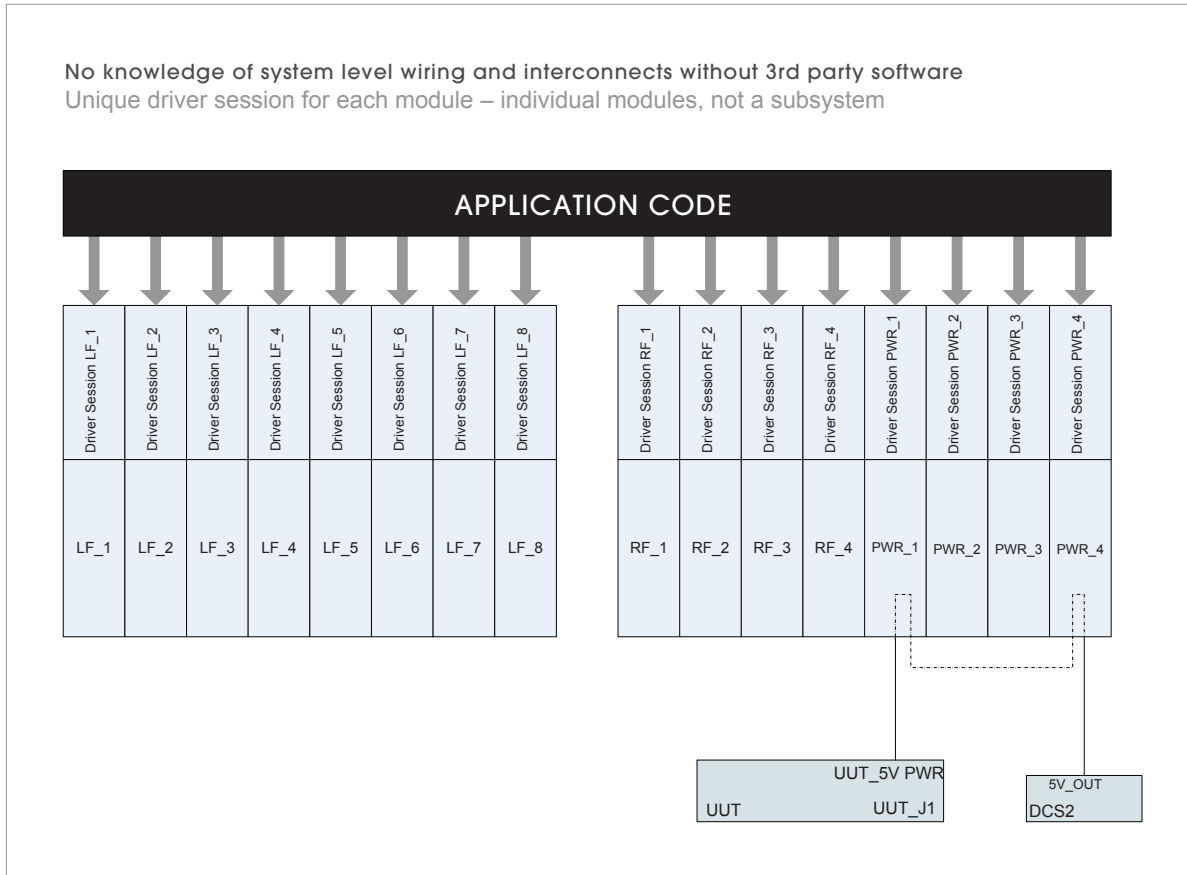 No knowledge of system level wiring and interconnects without 3rd party software
Unique driver session for each module – individual modules, not a subsystem
APPLICATION CODE
Driver Session LF_1
Driver Session LF_2
Driver Session LF_3
Driver Session LF_4
Driver Session LF_5
Driver Session LF_6
Driver Session LF_7
Driver Session LF_8
Driver Session RF_1
Driver Session RF_2
Driver Session RF_3
Driver Session RF_4
Driver Session PWR_1
Driver Session PWR_2
Driver Session PWR_3
Driver Session PWR_4
LF_1
LF_2
LF_3
LF_4
LF_5
LF_6
LF_7
LF_8
RF_1
RF_2
RF_3
RF_4
PWR_1
PWR_2
PWR_3
PWR_4
UUT_5V PWR
UUT
UUT_J1
5V_OUT
DCS2